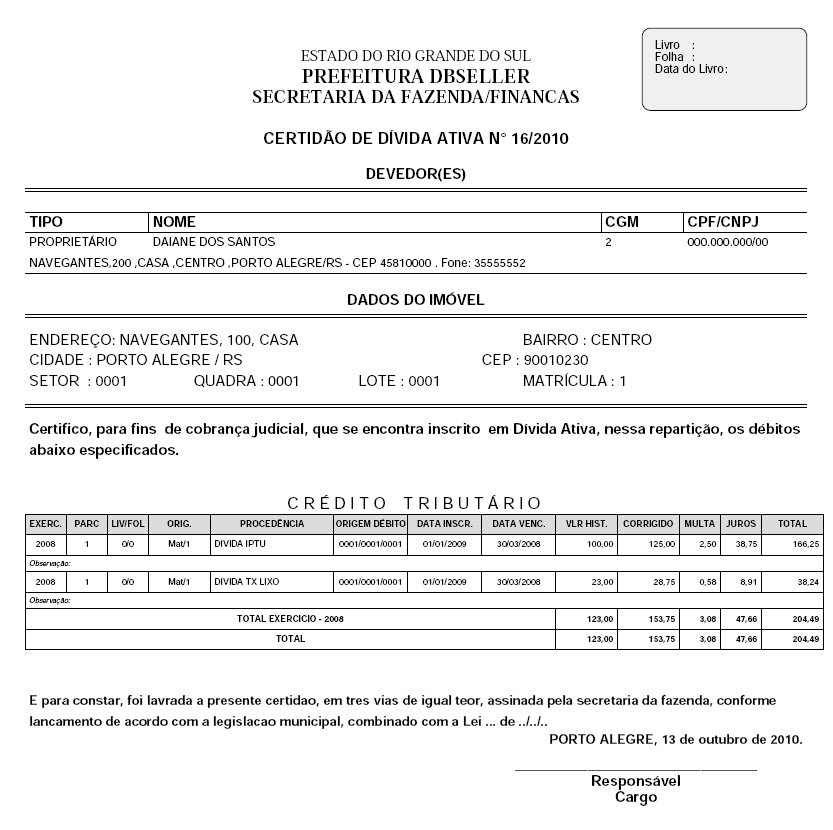 Livro :
Folha :
Data do Livro:
ESTADO DO RIO GRANDE DO SUL
PREFEITURA DBSELLER
SECRETARIA DA FAZENDA/FINANCAS
CERTIDÃO DE DÍVIDA ATIVA N° 16/2010
DEVEDOR(ES)
TIPO NOME CGM CPF/CNPJ
PROPRIETÁRIO DAIANE DOS SANTOS 2 000.000.000/00
NAVEGANTES,200 ,CASA ,CENTRO ,PORTO ALEGRE/RS - CEP 45810000 . Fone: 35555552
DADOS DO IMÓVEL
ENDEREÇO: NAVEGANTES, 100, CASA BAIRRO : CENTRO
CIDADE : PORTO ALEGRE / RS CEP : 90010230
SETOR : 0001 QUADRA : 0001 LOTE : 0001 MATRÍCULA : 1
Certifico, para fins de cobrança judicial, que se encontra inscrito em Dívida Ativa, nessa repartição, os débitos
abaixo especificados.
CRÉDITO TRIBUTÁRIO
EXERC. PARC LIV/FOL ORIG. PROCEDÊNCIA ORIGEM DÉBITO DATA INSCR. DATA VENC. VLR HIST. CORRIGIDO MULTA JUROS TOTAL
2008 1 0/0 Mat/1 DIVIDA IPTU 0001/0001/0001 01/01/2009 30/03/2008 100,00 125,00 2,50 38,75 166,25
Observação:
2008 1 0/0 Mat/1 DIVIDA TX LIXO 0001/0001/0001 01/01/2009 30/03/2008 23,00 28,75 0,58 8,91 38,24
Observação:
TOTAL EXERCICIO - 2008 123,00 153,75 3,08 47,66 204,49
TOTAL 123,00 153,75 3,08 47,66 204,49
E para constar, foi lavrada a presente certidao, em tres vias de igual teor, assinada pela secretaria da fazenda, conforme
lancamento de acordo com a legislacao municipal, combinado com a Lei ... de ../../..
PORTO ALEGRE, 13 de outubro de 2010.
Responsável
Cargo